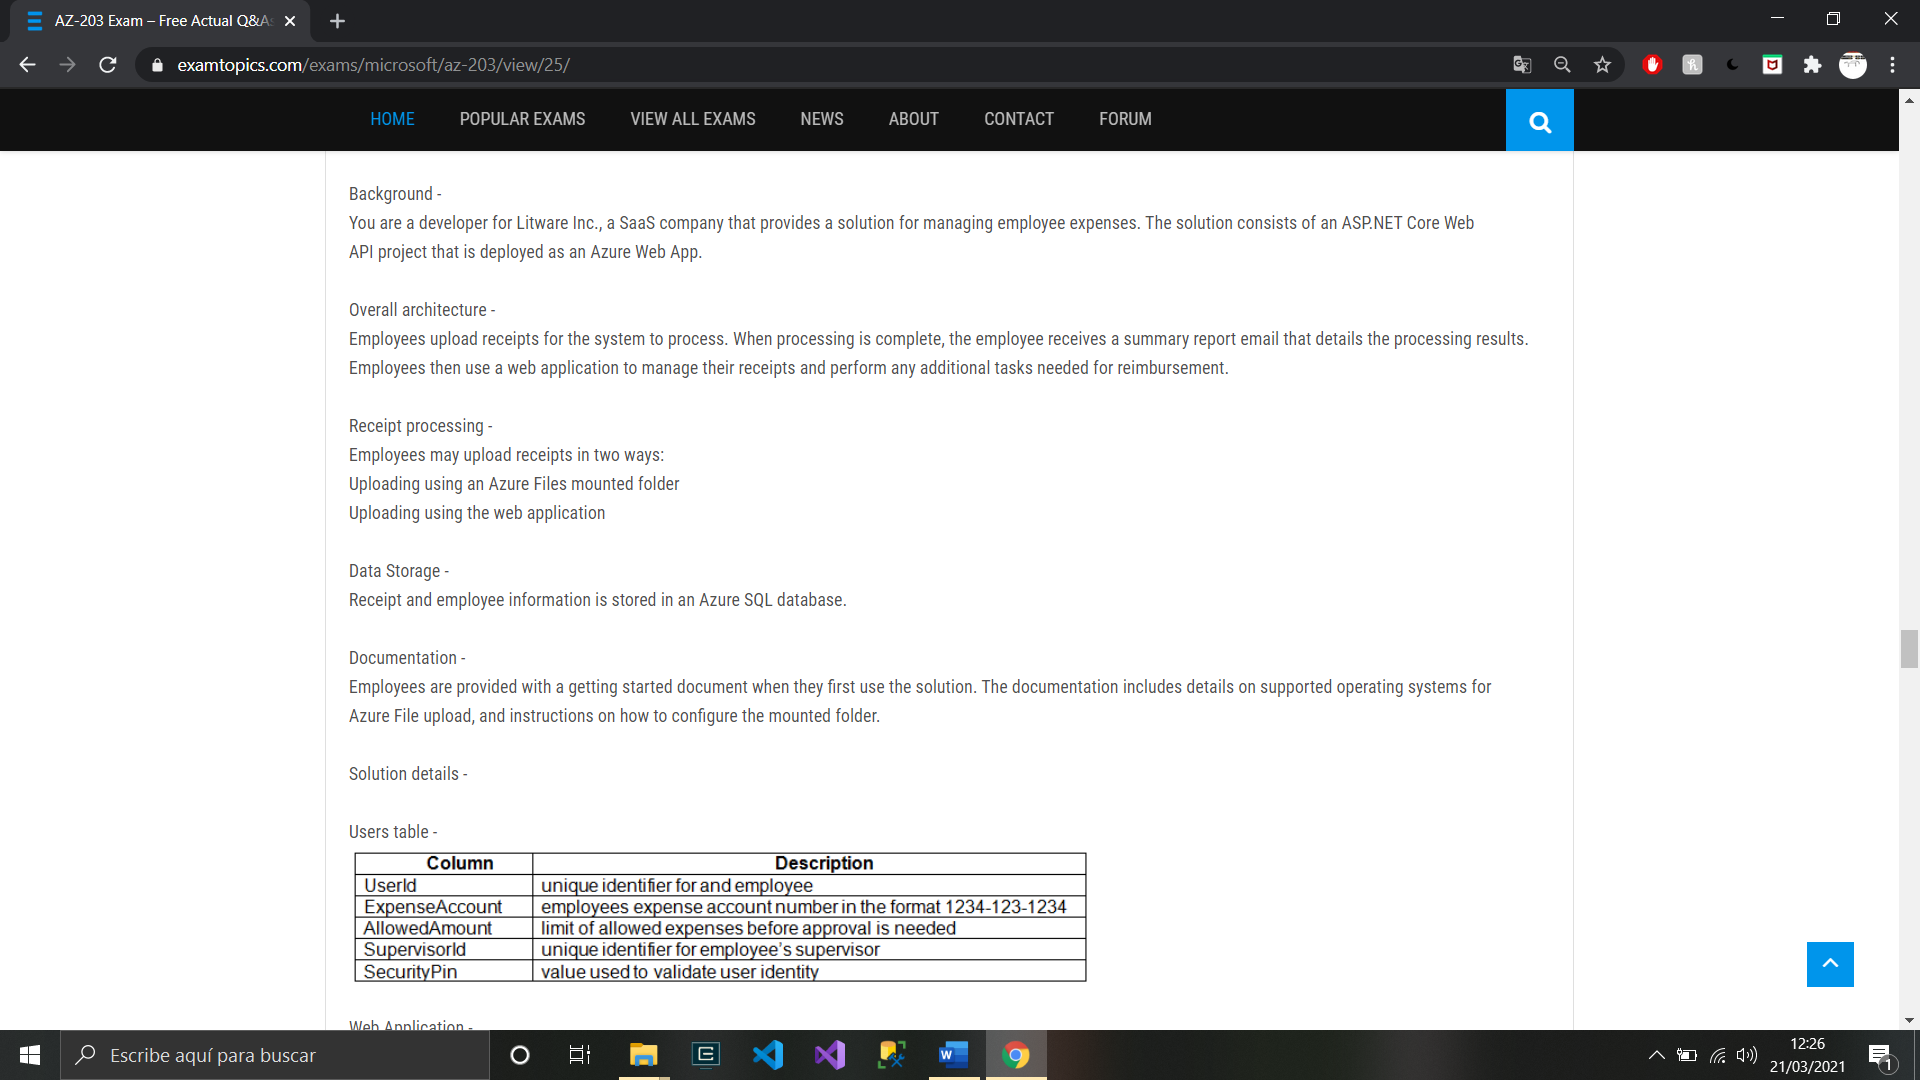 AZ-203 Exam – Free Actual Q&As
examtopics.com/exams/microsoft/az-203/view/25/
HOME POPULAR EXAMS VIEW ALL EXAMS NEWS ABOUT CONTACT FORUM
Background -
You are a developer for Litware Inc., a SaaS company that provides a solution for managing employee expenses. The solution consists of an ASP.NET Core Web
API project that is deployed as an Azure Web App.
Overall architecture -
Employees upload receipts for the system to process. When processing is complete, the employee receives a summary report email that details the processing results.
Employees then use a web application to manage their receipts and perform any additional tasks needed for reimbursement.
Receipt processing -
Employees may upload receipts in two ways:
Uploading using an Azure Files mounted folder
Uploading using the web application
Data Storage -
Receipt and employee information is stored in an Azure SQL database.
Documentation -
Employees are provided with a getting started document when they first use the solution. The documentation includes details on supported operating systems for
Azure File upload, and instructions on how to configure the mounted folder.
Solution details -
Users table -
Column Description
UserId unique identifier for and employee
ExpenseAccount employees expense account number in the format 1234-123-1234
AllowedAmount limit of allowed expenses before approval is needed
SupervisorId unique identifier for employee's supervisor
SecurityPin value used to validate user identity
Web Application -
Escribe aquí para buscar
12:26
21/03/2021
1